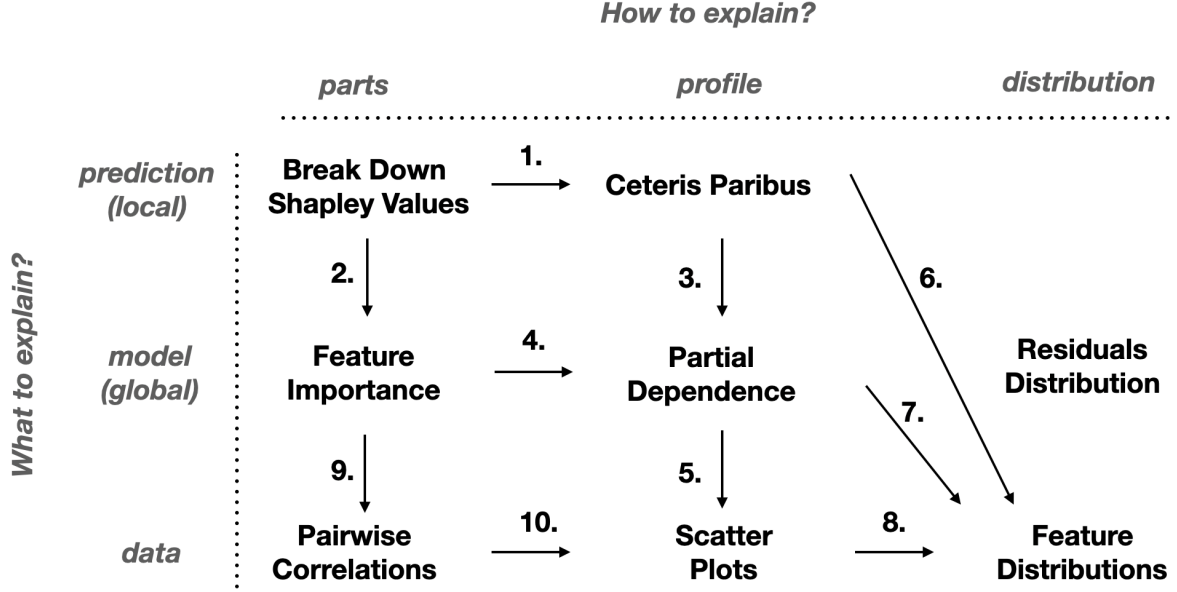 How to explain?
parts
profile
distribution
What to explain?
prediction
(local)
Break Down
Shapley Values
1.
Ceteris Paribus
2.
3.
6.
model
(global)
Feature
Importance
4.
Partial
Dependence
7.
Residuals
Distribution
9.
5.
data
Pairwise
Correlations
10.
Scatter
Plots
8.
Feature
Distributions